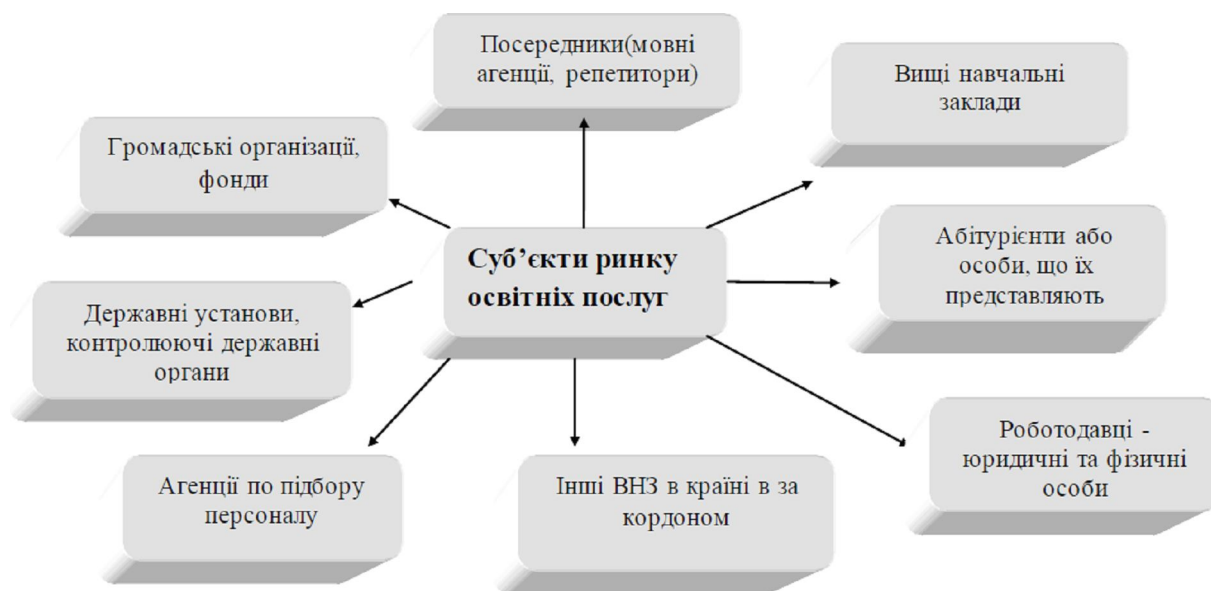 Посередники(мовні
агенції, репетитори)
Вищі навчальні
заклади
Громадські організації,
фонди
Суб’єкти ринку
освітніх послуг
Абітурієнти або
особи, що їх
представляють
Державні установи,
контролюючі державні
органи
Роботодавці -
юридичні та фізичні
особи
Агенції по підбору
персоналу
Інші ВНЗ в країні в за
кордоном